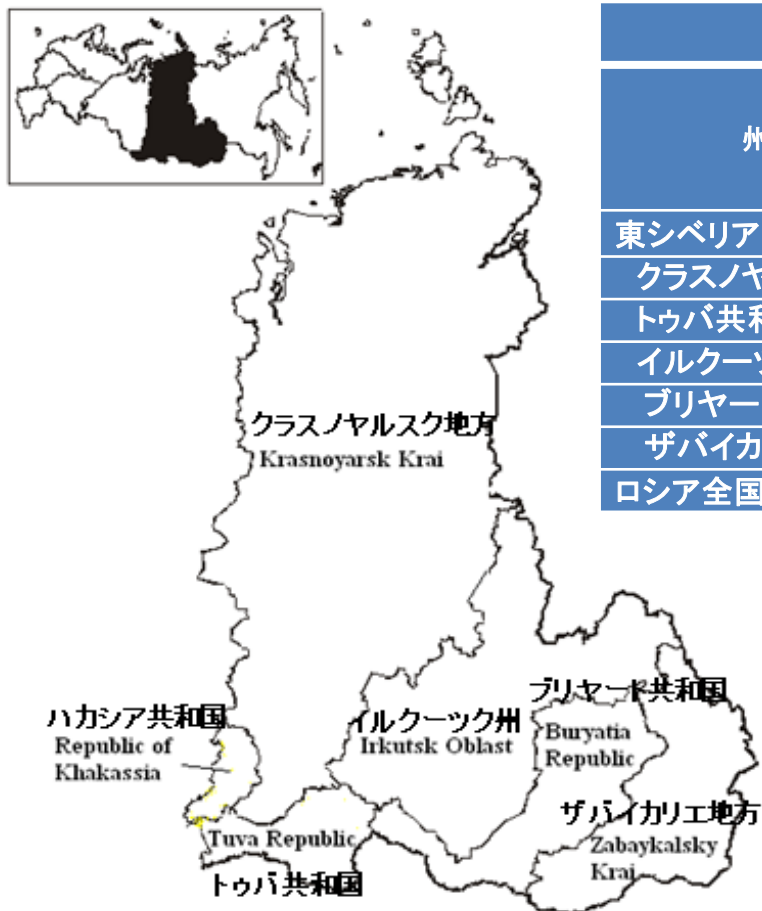 州
東シベリア
クラスノヤ
トゥバ共和
イルクーツ
ブリヤー
ザバイカ
ロシア全国
クラスノヤルスク地方
Krasnoyarsk Krai
ブリヤート共和国
Buryatia
Republic
ハカシア共和国
Republic of
Khakassia
イルクーツク州
Irkutsk Oblast
ザバイカリエ地方
Zabaykalsky
Krai
Tuva Republic
トゥバ共和国